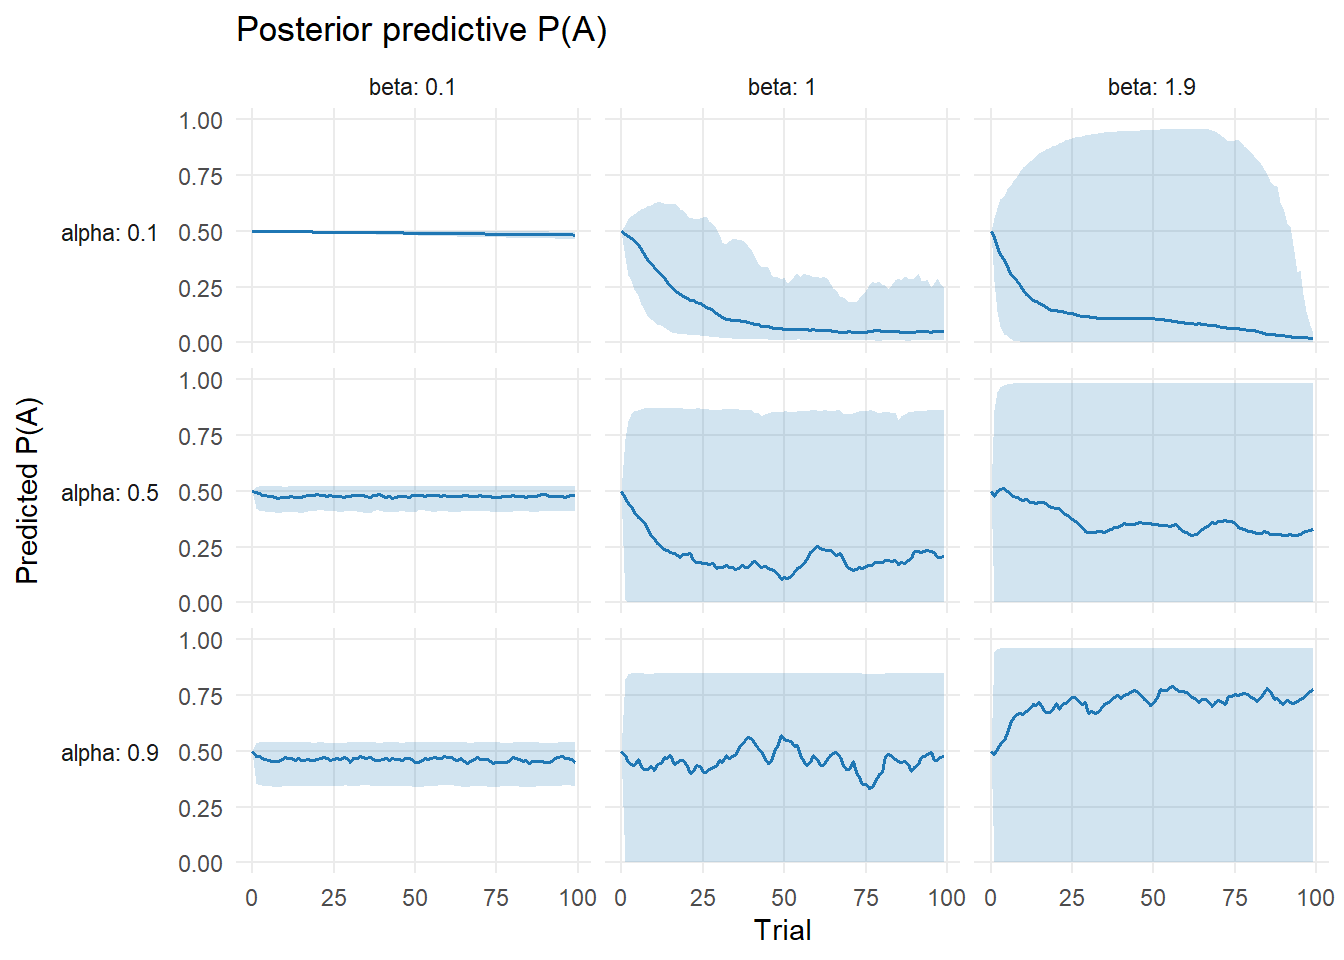 Posterior predictive P(A)
beta: 0.1
beta: 1
beta: 1.9
1.00
0.75
alpha: 0.1 0.50
0.25
0.00
1.00
0.75
alpha: 0.5 0.50
0.25
0.00
1.00
0.75
alpha: 0.9 0.50
0.25
0.00
Predicted P(A)
0 25 50 75 100
0 25 50 75 100
0 25 50 75 100
Trial